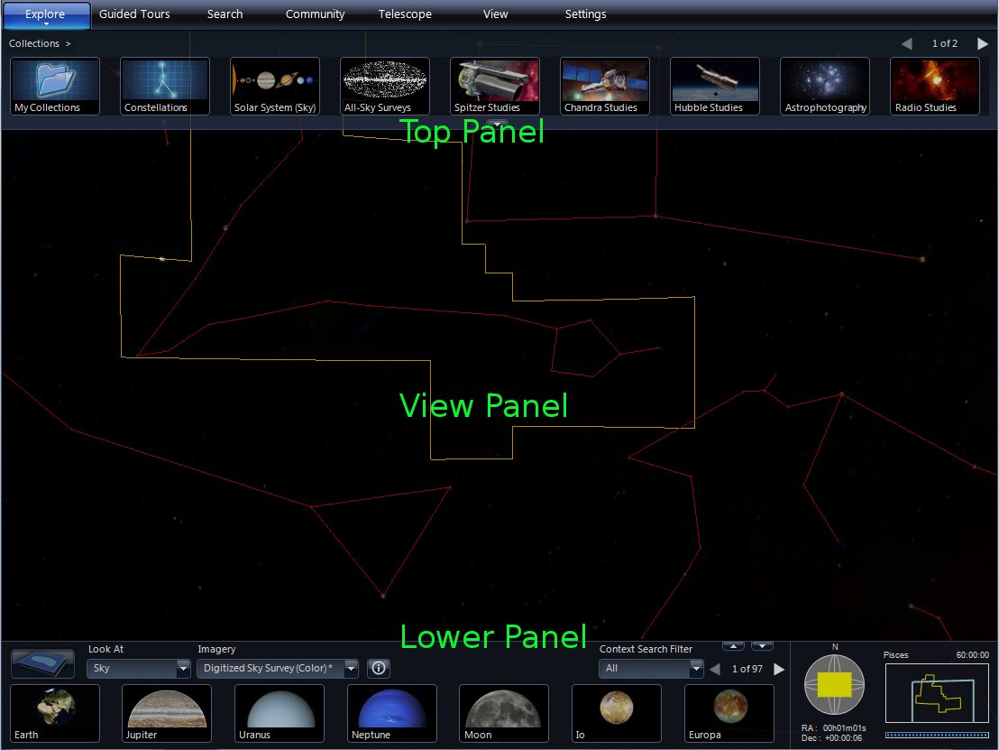 Explore Guided Tours Search Community Telescope View Settings
Collections > 1 of 2
My Collections Constellations Solar System (Sky) All-Sky Surveys Spitzer Studies Chandra Studies Hubble Studies Astrophotography Radio Studies
Top Panel
View Panel
Lower Panel
Look At Imagery Context Search Filter N Pisces 60:00:00
Sky Digitized Sky Survey (Color) * All 1 of 97
Earth Jupiter Uranus Neptune Moon Io Europa
RA : 00h01m01s
Dec : +00:00:06